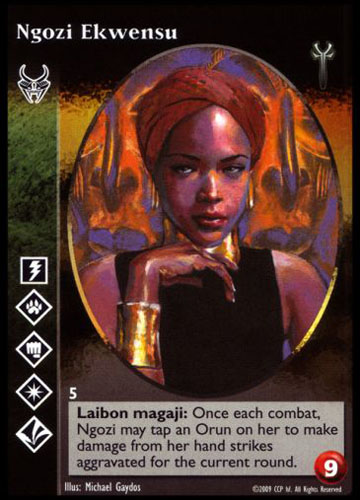 Ngozi Ekwensu
5
Laibon magaji: Once each combat,
Ngozi may tap an Orun on her to make
damage from her hand strikes
aggravated for the current round.
9
Illus: Michael Gaydos
©2009 CCP hf. All Rights Reserved